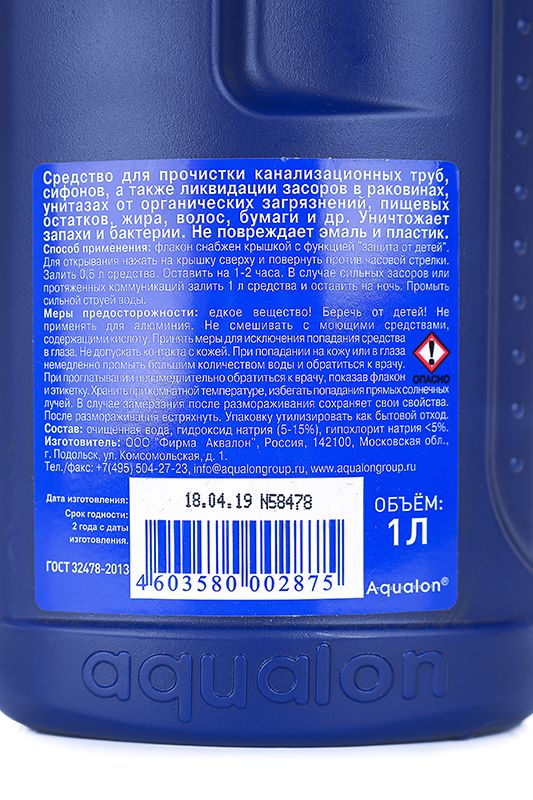 Средство для прочистки канализационных труб,
сифонов, а также ликвидации засоров в раковинах,
унитазах от органических загрязнений, пищевых
остатков, жира, волос, бумаги и др. Уничтожает
запахи и бактерии. Не повреждает эмаль и пластик.
Способ применения: флакон снабжен крышкой с функцией "защита от детей".
Для открывания нажать на крышку сверху и повернуть против часовой стрелки.
Залить 0,5 л средства. Оставить на 1-2 часа. В случае сильных засоров или
протяженных коммуникаций залить 1 л средства и оставить на ночь. Промыть
сильной струей воды.
Меры предосторожности: едкое вещество! Беречь от детей! Не
применять для алюминия. Не смешивать с моющими средствами,
содержащими кислоту. Принять меры для исключения попадания средства
в глаза. Не допускать контакта с кожей. При попадании на кожу или в глаза
немедленно промыть большим количеством воды и обратиться к врачу.
При проглатывании незамедлительно обратиться к врачу, показав флакон
и этикетку. Хранить при комнатной температуре, избегать попадания прямых солнечных
лучей. В случае замерзания после размораживания сохраняет свои свойства.
После размораживания встряхнуть. Упаковку утилизировать как бытовой отход.
ОПАСНО
Состав: очищенная вода, гидроксид натрия (5-15%), гипохлорит натрия <5%.
Изготовитель: ООО "Фирма Аквалон", Россия, 142100, Московская обл.,
г. Подольск, ул. Комсомольская, д. 1.
Тел./факс: +7(495) 504-27-23, info@aqualongroup.ru, www.aqualongroup.ru
Дата изготовления:
Срок годности:
2 года с даты
изготовления.
ГОСТ 32478-2013
18.04.19 N58478
4 603580 002875
ОБЪЁМ:
1 Л
Aqualon®
aqualon